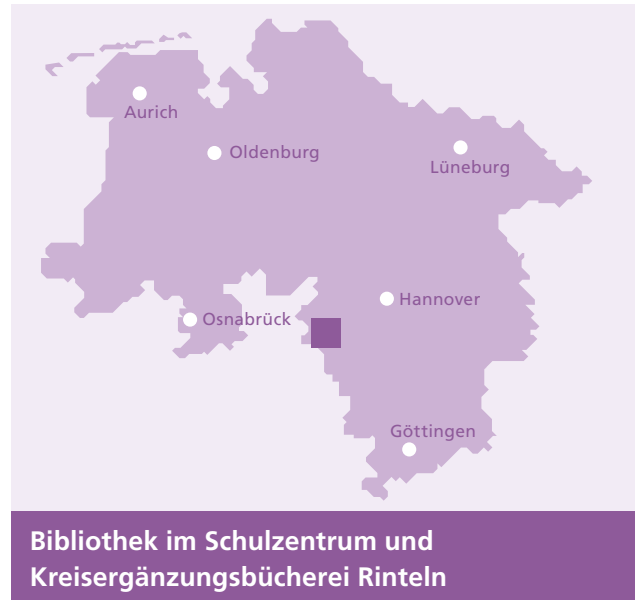 Aurich
Oldenburg
Lüneburg
Hannover
Osnabrück
Göttingen
Bibliothek im Schulzentrum und
Kreisergänzungsbücherei Rinteln